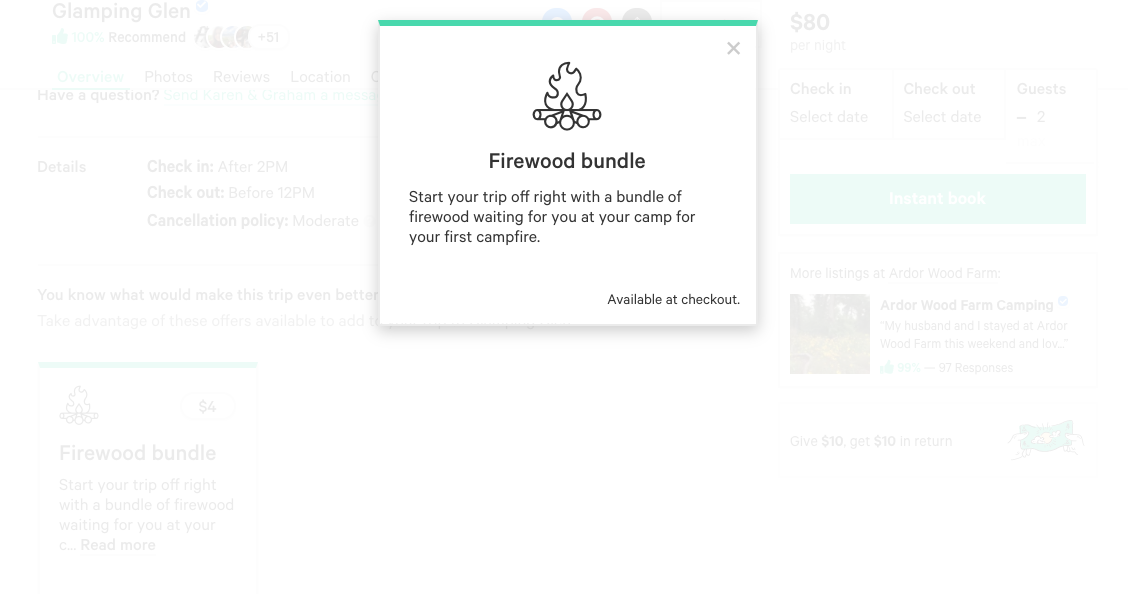 Glamping Glen
100% Recommend
+51
Overview Photos Reviews Location
Have a question? Send Karen & Graham a messa
Details
Check in: After 2PM
Check out: Before 12PM
Cancellation policy: Moderate
You know what would make this trip even better
Take advantage of these offers available to add to
$4
Firewood bundle
Start your trip off right
with a bundle of firewood
waiting for you at your
c... Read more
Firewood bundle
Start your trip off right with a bundle of
firewood waiting for you at your camp for
your first campfire.
Available at checkout.
$80
per night
Check in Check out Guests
Select date Select date – 2
Instant book
More listings at Ardor Wood Farm:
Ardor Wood Farm Camping
"My husband and I stayed at Ardor
Wood Farm this weekend and lov..."
99% — 97 Responses
Give $10, get $10 in return